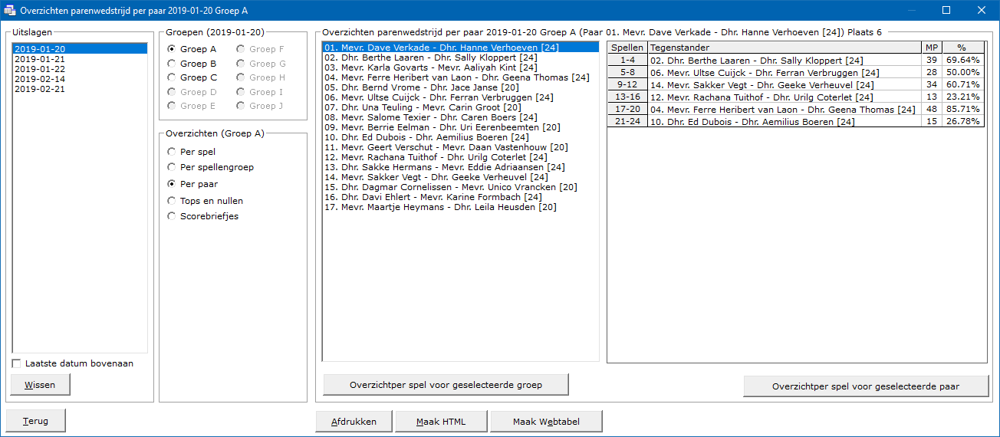 Overzichten parenwedstrijd per paar 2019-01-20 Groep A
Uitslagen
2019-01-20
2019-01-21
2019-01-22
2019-02-14
2019-02-21
Laatste datum bovenaan
Wissen
Terug
Groepen (2019-01-20)
Groep A
Groep B
Groep C
Groep D
Groep E
Groep F
Groep G
Groep H
Groep I
Groep J
Overzichten (Groep A)
Per spel
Per spellengroep
Per paar
Tops en nullen
Scorebriefjes
Overzichten parenwedstrijd per paar 2019-01-20 Groep A (Paar 01. Mevr. Dave Verkade - Dhr. Hanne Verhoeven [24]) Plaats 6
01. Mevr. Dave Verkade - Dhr. Hanne Verhoeven [24]
02. Dhr. Berthe Laaren - Dhr. Sally Kloppert [24]
03. Mevr. Karla Govarts - Mevr. Aaliyah Kint [24]
04. Mevr. Ferre Heribert van Laon - Dhr. Geena Thomas [24]
05. Dhr. Bernd Vrome - Dhr. Jace Janse [20]
06. Mevr. Ultse Cuijck - Dhr. Ferran Verbruggen [24]
07. Dhr. Una Teuling - Mevr. Carin Groot [20]
08. Mevr. Salome Texier - Dhr. Caren Boers [24]
09. Mevr. Berrie Eelman - Dhr. Uri Eerenbeemten [20]
10. Dhr. Ed Dubois - Dhr. Aemilius Boeren [24]
11. Mevr. Geert Verschut - Mevr. Daan Vastenhouw [20]
12. Mevr. Rachana Tuithof - Dhr. Urilg Coterlet [24]
13. Dhr. Sakke Hermans - Mevr. Eddie Adriaansen [24]
14. Mevr. Sakker Vegt - Dhr. Geeke Verheuvel [24]
15. Dhr. Dagmar Cornelissen - Mevr. Unico Vrancken [20]
16. Dhr. Davi Ehlert - Mevr. Karine Formbach [24]
17. Mevr. Maartje Heymans - Dhr. Leila Heusden [20]
Overzichtper spel voor geselecteerde groep
Spellen Tegenstander MP %
1-4 02. Dhr. Berthe Laaren - Dhr. Sally Kloppert [24] 39 69.64%
5-8 06. Mevr. Ultse Cuijck - Dhr. Ferran Verbruggen [24] 28 50.00%
9-12 14. Mevr. Sakker Vegt - Dhr. Geeke Verheuvel [24] 34 60.71%
13-16 12. Mevr. Rachana Tuithof - Dhr. Urilg Coterlet [24] 13 23.21%
17-20 04. Mevr. Ferre Heribert van Laon - Dhr. Geena Thomas [24] 48 85.71%
21-24 10. Dhr. Ed Dubois - Dhr. Aemilius Boeren [24] 15 26.78%
Overzichtper spel voor geselecteerde paar
Afdrukken
Maak HTML
Maak Webtabel